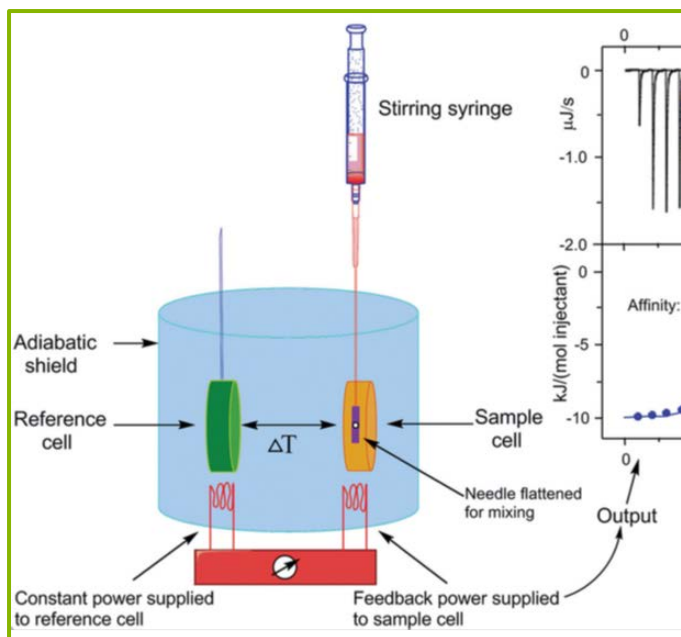 Stirring syringe
Adiabatic
shield
Reference
cell
ΔT
Sample
cell
Needle flattened
for mixing
Constant power supplied
to reference cell
Feedback power supplied
to sample cell
0
0
-1.0
-2.0
μJ/s
0
-5
-10
kJ/(mol injectant)
Affinity:
0
Output